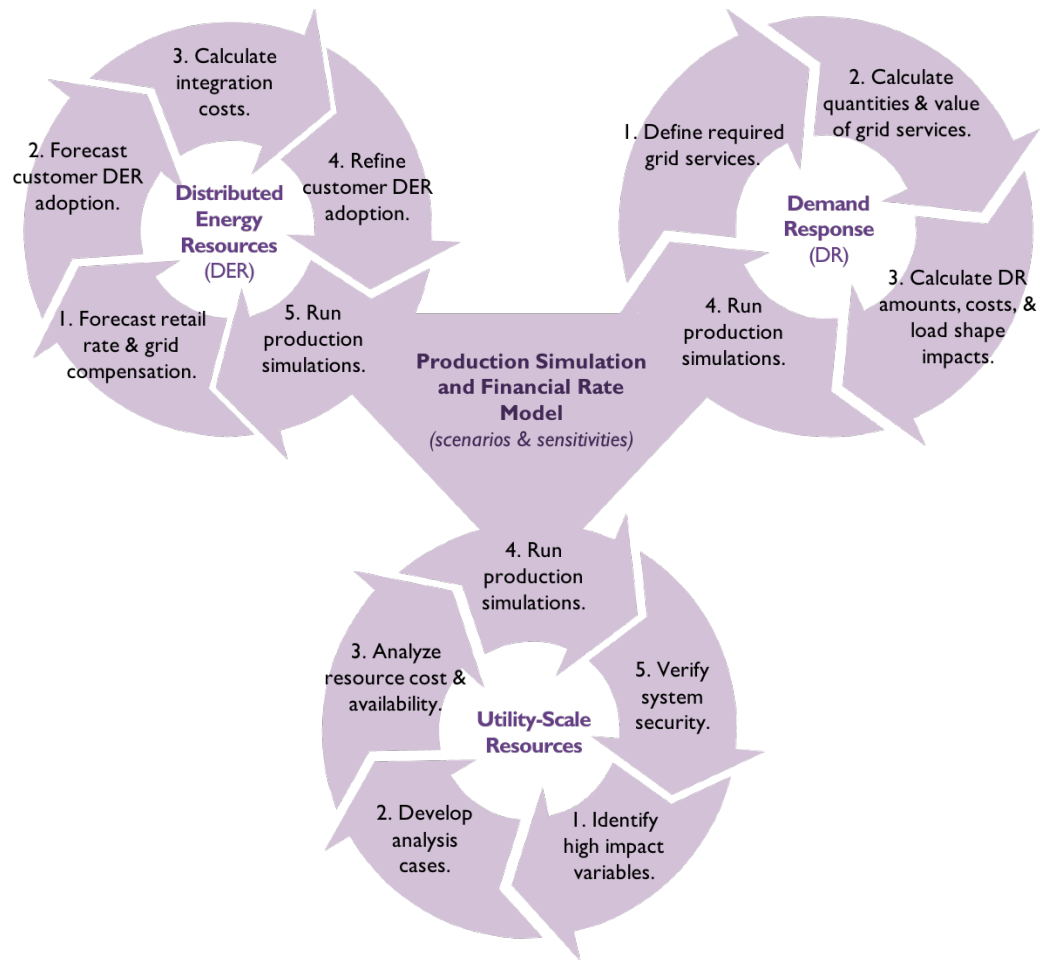 3. Calculate
integration
costs.
2. Forecast
customer DER
adoption.
4. Refine
customer DER
adoption.
Distributed
Energy
Resources
(DER)
1. Forecast retail
rate & grid
compensation.
5. Run
production
simulations.
2. Calculate
quantities & value
of grid services.
1. Define required
grid services.
Demand
Response
(DR)
3. Calculate DR
amounts, costs, &
load shape
impacts.
4. Run
production
simulations.
Production Simulation
and Financial Rate
Model
(scenarios & sensitivities)
4. Run
production
simulations.
3. Analyze
resource cost &
availability.
5. Verify
system
security.
Utility-Scale
Resources
2. Develop
analysis
cases.
1. Identify
high impact
variables.